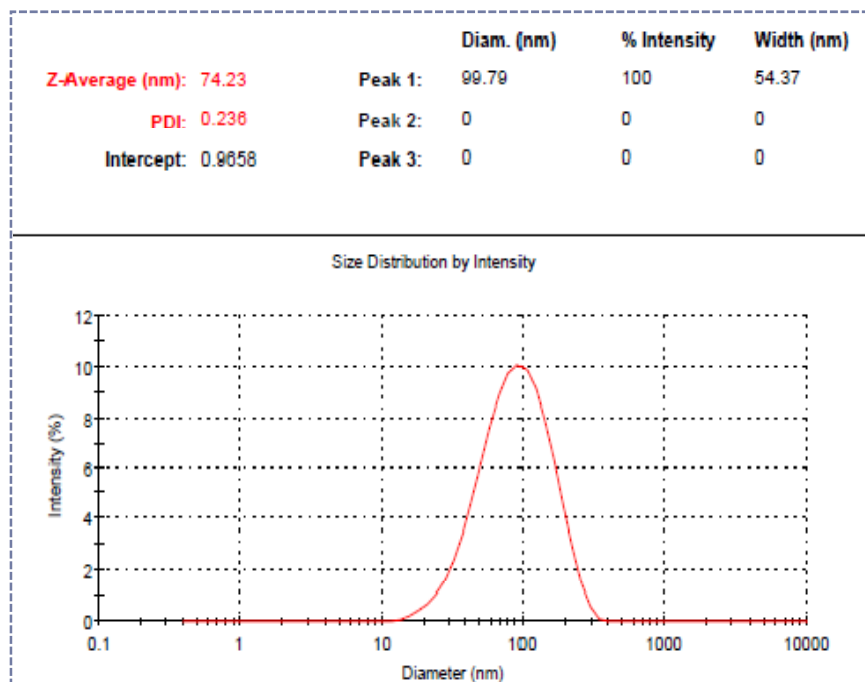 Diam. (nm) % Intensity Width (nm)
Z-Average (nm): 74.23 Peak 1: 99.79 100 54.37
PDI: 0.236 Peak 2: 0 0 0
Intercept: 0.9658 Peak 3: 0 0 0
Size Distribution by Intensity
12
10
8
6
4
2
0
Intensity (%)
0.1 1 10 100 1000 10000
Diameter (nm)